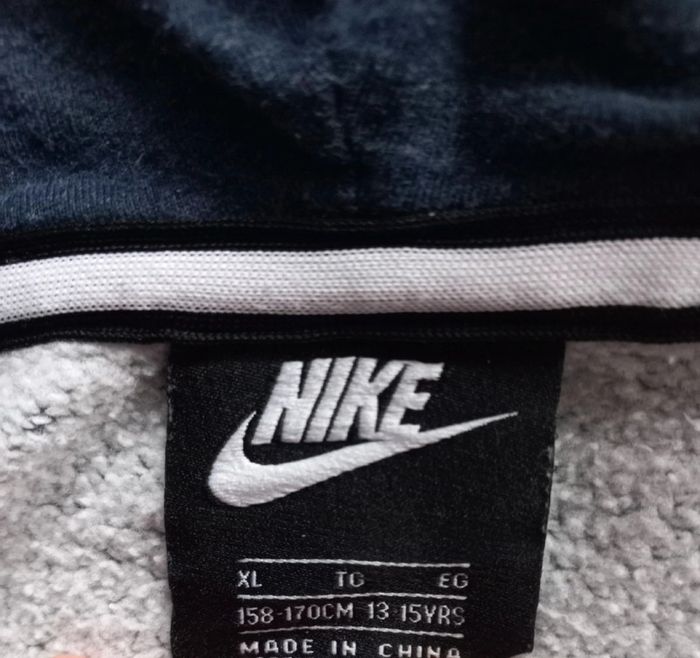 NIKE
XL TG EG
158-170CM 13-15YRS
MADE IN CHINA